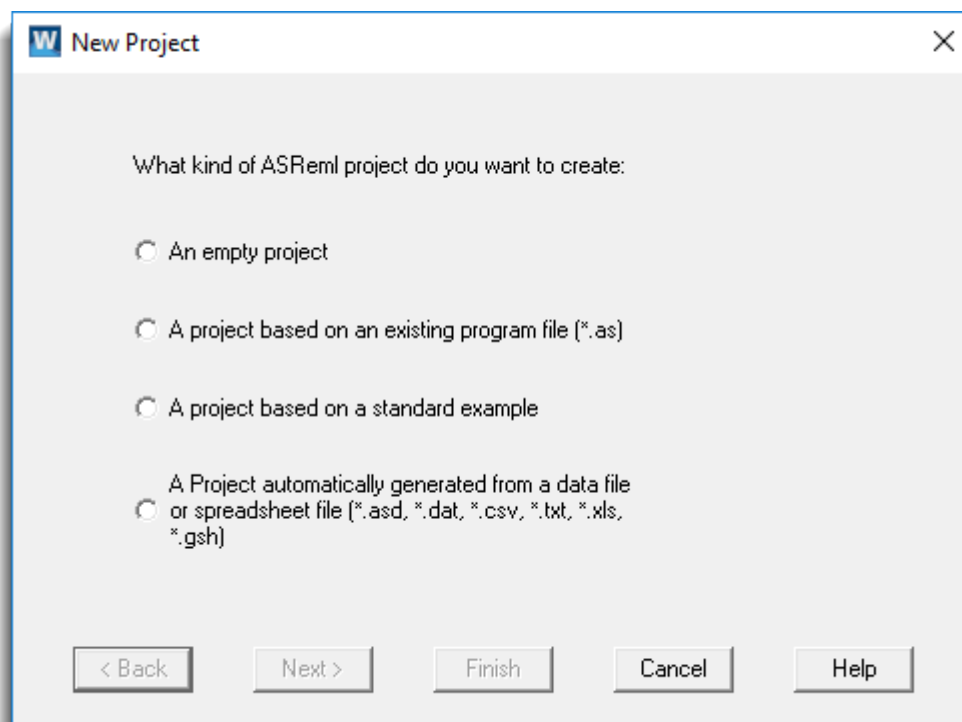 W New Project
What kind of ASReml project do you want to create:
An empty project
A project based on an existing program file (*.as)
A project based on a standard example
A Project automatically generated from a data file
or spreadsheet file (*.asd, *.dat, *.csv, *.txt, *.xls,
*.gsh)
< Back Next > Finish Cancel Help